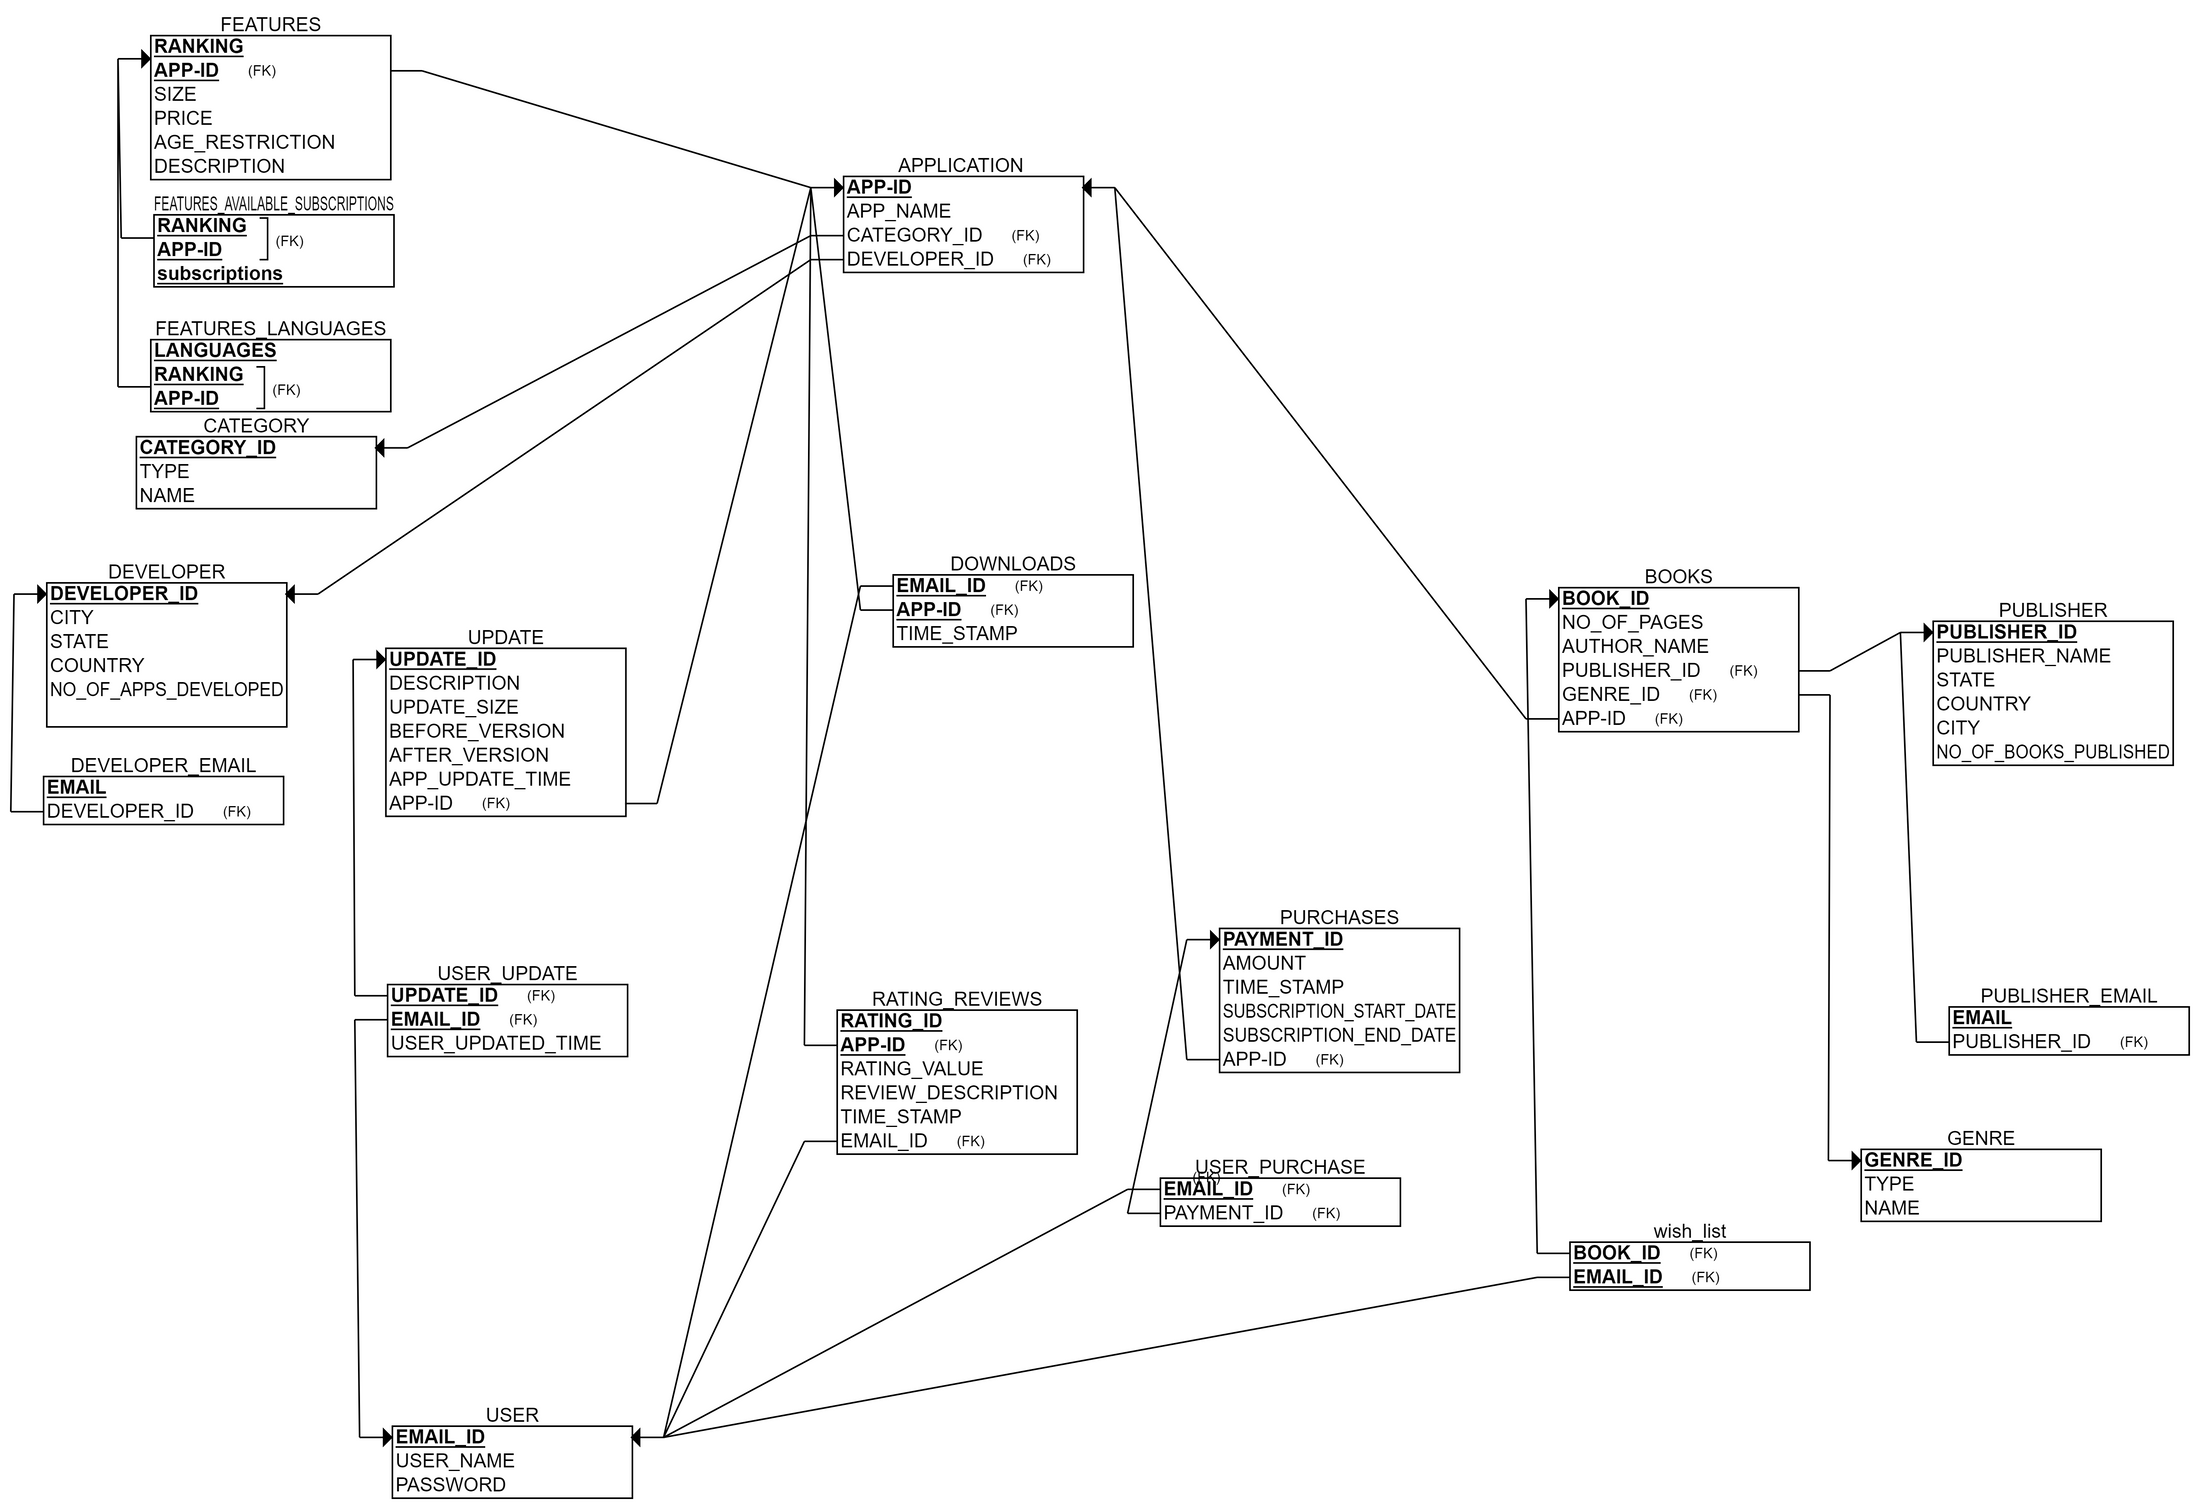 FEATURES
RANKING
APP-ID (FK)
SIZE
PRICE
AGE_RESTRICTION
DESCRIPTION
FEATURES_AVAILABLE_SUBSCRIPTIONS
RANKING
APP-ID
(FK)
subscriptions
FEATURES_LANGUAGES
LANGUAGES
RANKING
APP-ID
(FK)
CATEGORY
CATEGORY_ID
TYPE
NAME
APPLICATION
APP-ID
APP_NAME
CATEGORY_ID (FK)
DEVELOPER_ID (FK)
DEVELOPER
DEVELOPER_ID
CITY
STATE
COUNTRY
NO_OF_APPS_DEVELOPED
DEVELOPER_EMAIL
EMAIL
DEVELOPER_ID (FK)
UPDATE
UPDATE_ID
DESCRIPTION
UPDATE_SIZE
BEFORE_VERSION
AFTER_VERSION
APP_UPDATE_TIME
APP-ID (FK)
DOWNLOADS
EMAIL_ID (FK)
APP-ID (FK)
TIME_STAMP
BOOKS
BOOK_ID
NO_OF_PAGES
AUTHOR_NAME
PUBLISHER_ID (FK)
GENRE_ID (FK)
APP-ID (FK)
PUBLISHER
PUBLISHER_ID
PUBLISHER_NAME
STATE
COUNTRY
CITY
NO_OF_BOOKS_PUBLISHED
USER_UPDATE
UPDATE_ID (FK)
EMAIL_ID (FK)
USER_UPDATED_TIME
RATING_REVIEWS
RATING_ID
APP-ID (FK)
RATING_VALUE
REVIEW_DESCRIPTION
TIME_STAMP
EMAIL_ID (FK)
PURCHASES
PAYMENT_ID
AMOUNT
TIME_STAMP
SUBSCRIPTION_START_DATE
SUBSCRIPTION_END_DATE
APP-ID (FK)
PUBLISHER_EMAIL
EMAIL
PUBLISHER_ID (FK)
USER_PURCHASE
(FK)
EMAIL_ID (FK)
PAYMENT_ID (FK)
GENRE
GENRE_ID
TYPE
NAME
wish_list
BOOK_ID (FK)
EMAIL_ID (FK)
USER
EMAIL_ID
USER_NAME
PASSWORD